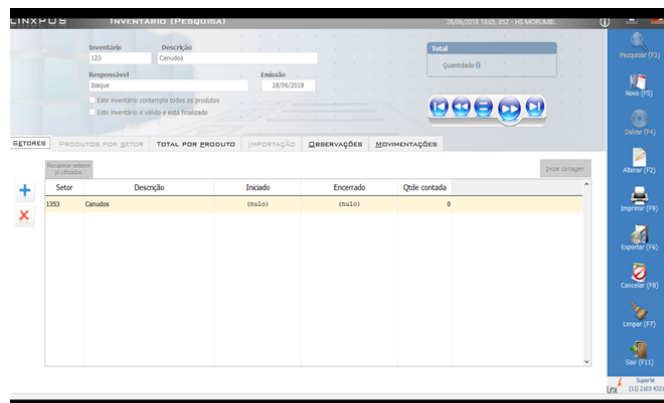 LINXPOS INVENTÁRIO (PESQUISA) 28/06/2018 18:05, 852 - HS MORUMBI
Inventário Descrição
123 Canudos
Responsável Emissão
Isaque 28/06/2018
Este inventário contempla todos os produtos
Este inventário é válido e está finalizado
Total
Quantidade 0
Pesquisar (F3)
Novo (F5)
Salvar (F4)
Alterar (F2)
Imprimir (F9)
Exportar (F6)
Cancelar (F8)
Limpar (F7)
Sair (F11)
SETORES PRODUTOS POR SETOR TOTAL POR PRODUTO IMPORTAÇÃO OBSERVAÇÕES MOVIMENTAÇÕES
Recuperar setores
já utilizados
Iniciar contagem
Setor Descrição Iniciado Encerrado Qtde contada
1353 Canudos (nulo) (nulo) 0
Linx Suporte
(11) 2103 4321